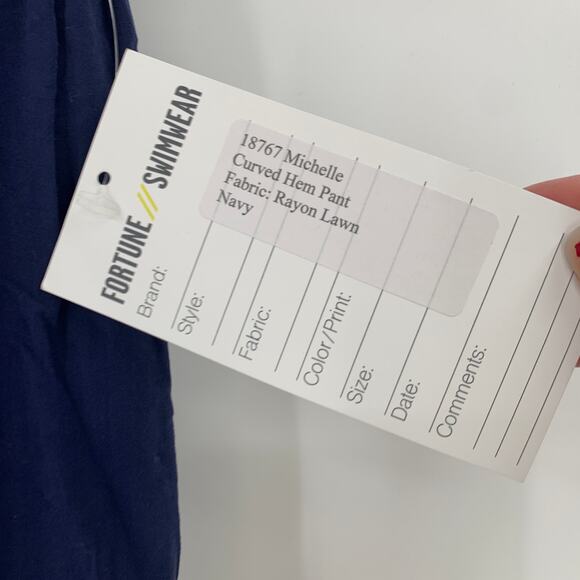 FORTUNE // SWIMWEAR
Brand:
Style:
Fabric:
Color/Print:
Size:
Date:
Comments:
18767 Michelle
Curved Hem Pant
Fabric: Rayon Lawn
Navy